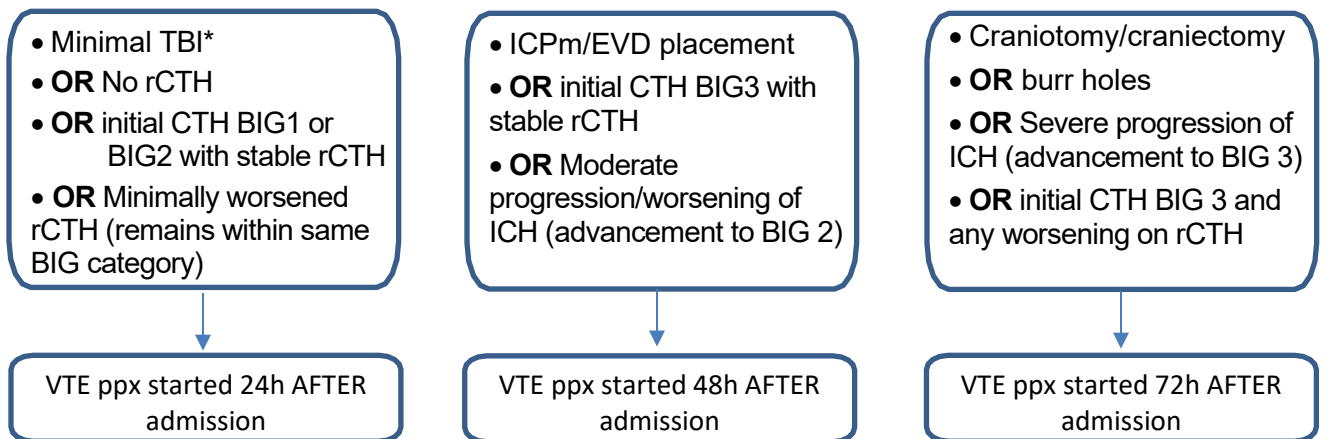 • Minimal TBI*
• OR No rCTH
• OR initial CTH BIG1 or
BIG2 with stable rCTH
• OR Minimally worsened
rCTH (remains within same
BIG category)
VTE ppx started 24h AFTER
admission
• ICPm/EVD placement
• OR initial CTH BIG3 with
stable rCTH
• OR Moderate
progression/worsening of
ICH (advancement to BIG 2)
VTE ppx started 48h AFTER
admission
• Craniotomy/craniectomy
• OR burr holes
• OR Severe progression of
ICH (advancement to BIG 3)
• OR initial CTH BIG 3 and
any worsening on rCTH
VTE ppx started 72h AFTER
admission